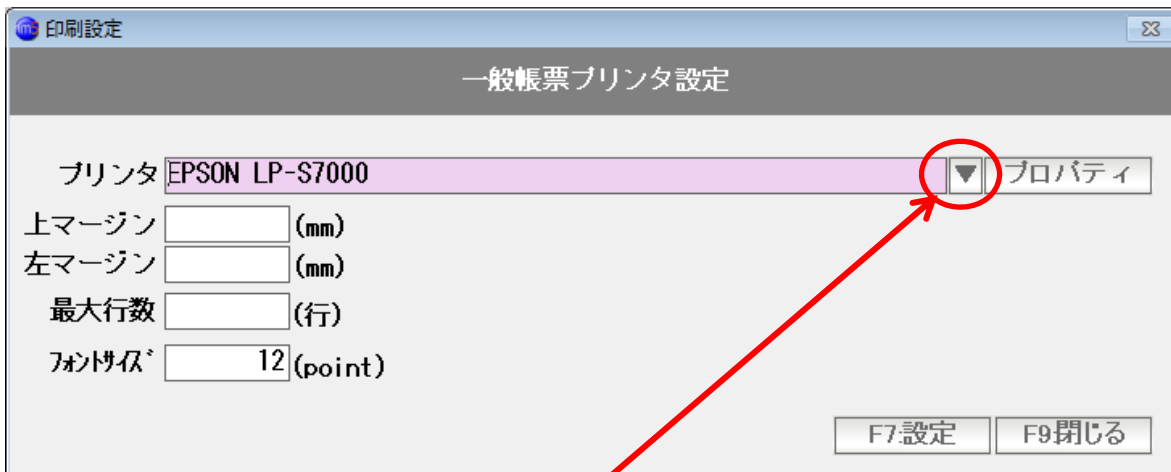 印刷設定
一般帳票プリンタ設定
プリンタ EPSON LP-S7000 ▼ プロパティ
上マージン (mm)
左マージン (mm)
最大行数 (行)
ﾌｫﾝﾄｻｲｽﾞ 12 (point)
F7:設定 F9:閉じる